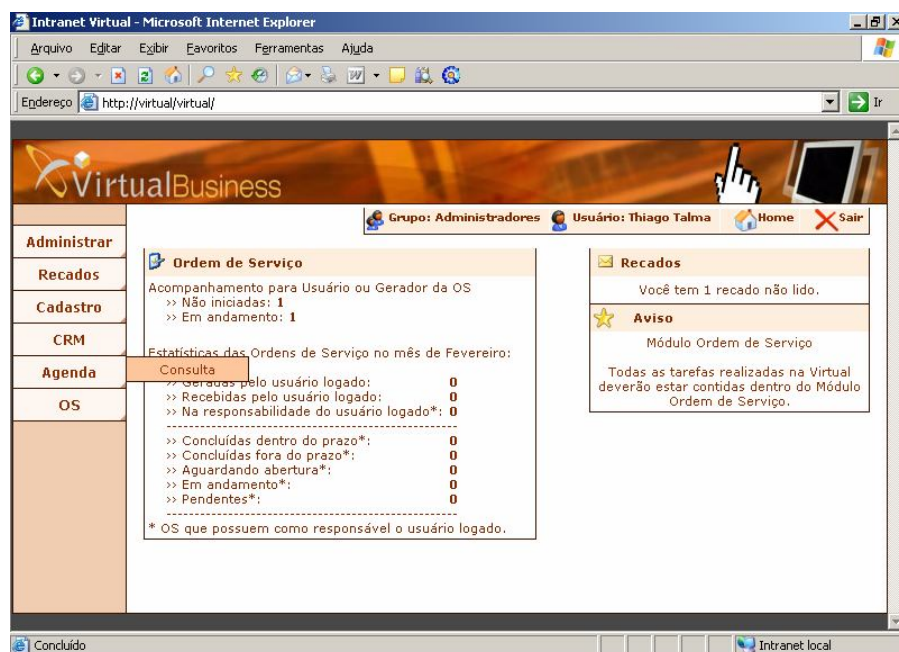 Intranet Virtual - Microsoft Internet Explorer
Arquivo Editar Exibir Favoritos Ferramentas Ajuda
Endereço http://virtual/virtual/ Ir
VirtualBusiness
Grupo: Administradores Usuário: Thiago Talma Home Sair
Administrar
Recados
Cadastro
CRM
Agenda
OS
Consulta
Ordem de Serviço
Acompanhamento para Usuário ou Gerador da OS
>> Não iniciadas: 1
>> Em andamento: 1
Estatísticas das Ordens de Serviço no mês de Fevereiro:
>> Geradas pelo usuário logado: 0
>> Recebidas pelo usuário logado: 0
>> Na responsabilidade do usuário logado*: 0
>> Concluídas dentro do prazo*: 0
>> Concluídas fora do prazo*: 0
>> Aguardando abertura*: 0
>> Em andamento*: 0
>> Pendentes*: 0
* OS que possuem como responsável o usuário logado.
Recados
Você tem 1 recado não lido.
Aviso
Módulo Ordem de Serviço
Todas as tarefas realizadas na Virtual
deverão estar contidas dentro do Módulo
Ordem de Serviço.
Concluído Intranet local